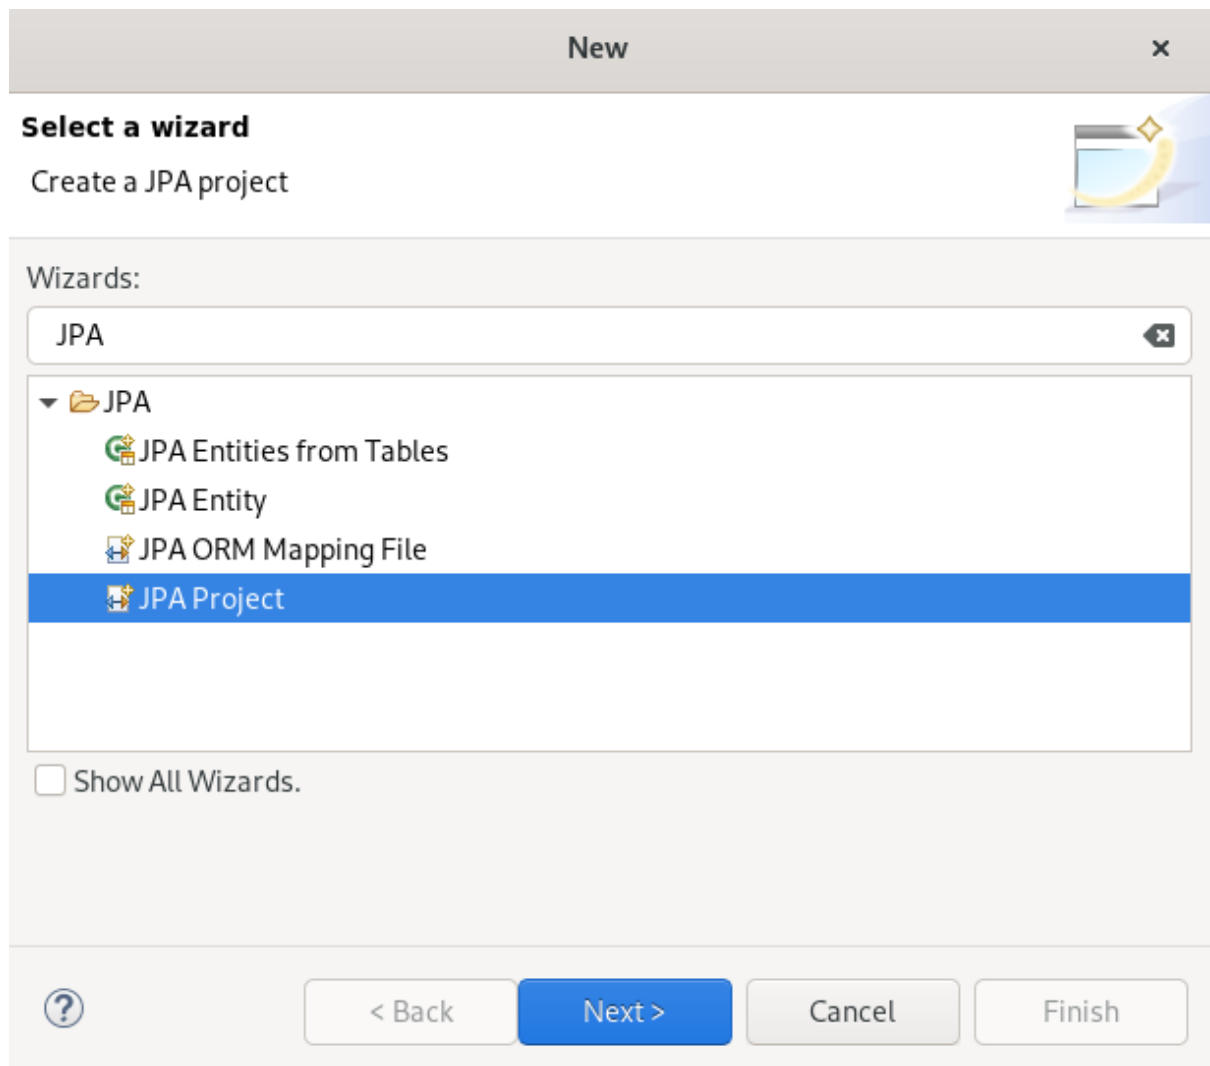 New
Select a wizard
Create a JPA project
Wizards:
JPA
JPA
JPA Entities from Tables
JPA Entity
JPA ORM Mapping File
JPA Project
Show All Wizards.
< Back Next > Cancel Finish